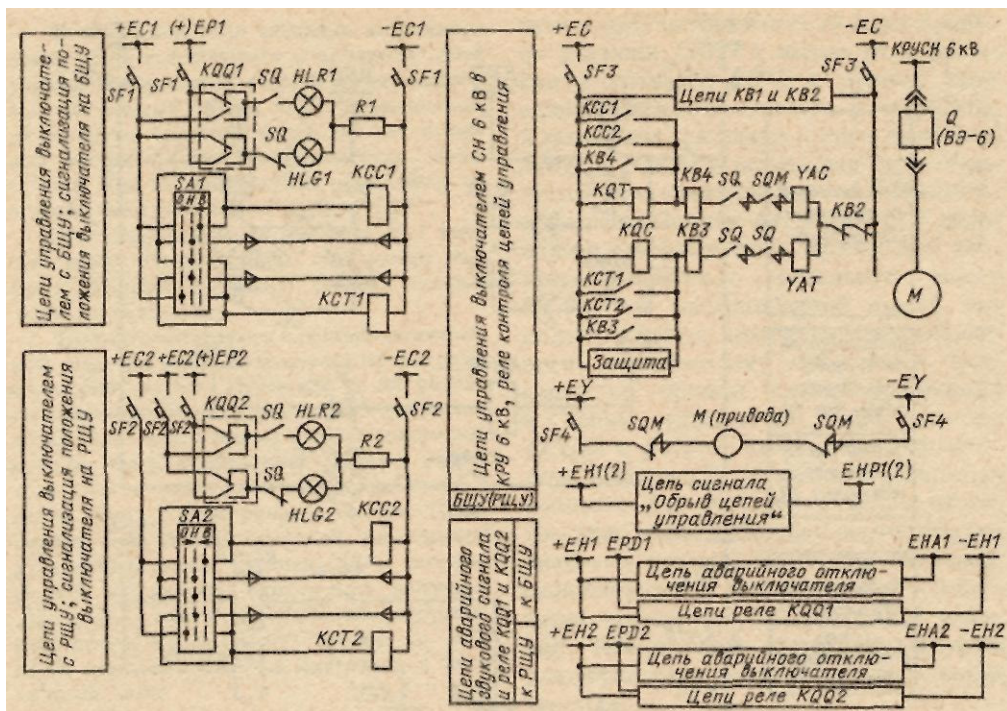 Цепи управления выключате-
лем с БЩУ; сигнализация по-
ложения выключателя на БЩУ
+EC1
(+)EP1
-EC1
SF1
SF1
SF1
KQQ1
SQ
HLR1
R1
SQ
HLG1
SA1
О Н В
KCC1
KCT1
Цепи управления выключателем
с РЩУ; сигнализация положения
выключателя на РЩУ
+EC2
+EC2
(+)EP2
-EC2
SF2
SF2
SF2
SF2
KQQ2
SQ
HLR2
R2
SQ
HLG2
SA2
О Н В
KCC2
KCT2
Цепи управления выключателем СН 6 кВ в
КРУ 6 кВ, реле контроля цепей управления
БЩУ(РЩУ)
+EC
-EC
SF3
SF3
Цепи KB1 и KB2
KCC1
KCC2
KB4
KQT
KB4
SQ
SQM
YAC
KB2
KQC
KB3
SQ
SQ
YAT
KCT1
KCT2
KB3
Защита
КРУСН 6 кВ
Q
(ВЭ-6)
M
+EY
-EY
SF4
SQM
M (привода)
SQM
SF4
+EH1(2)
Цепь сигнала
„Обрыв цепей
управления“
EHP1(2)
Цепи аварийного
звукового сигнала
и реле KQQ1 и KQQ2
к РЩУ
к БЩУ
+EH1
EPD1
EHA1
-EH1
Цепь аварийного отклю-
чения выключателя
Цепи реле KQQ1
+EH2
EPD2
EHA2
-EH2
Цепь аварийного отклю-
чения выключателя
Цепи реле KQQ2